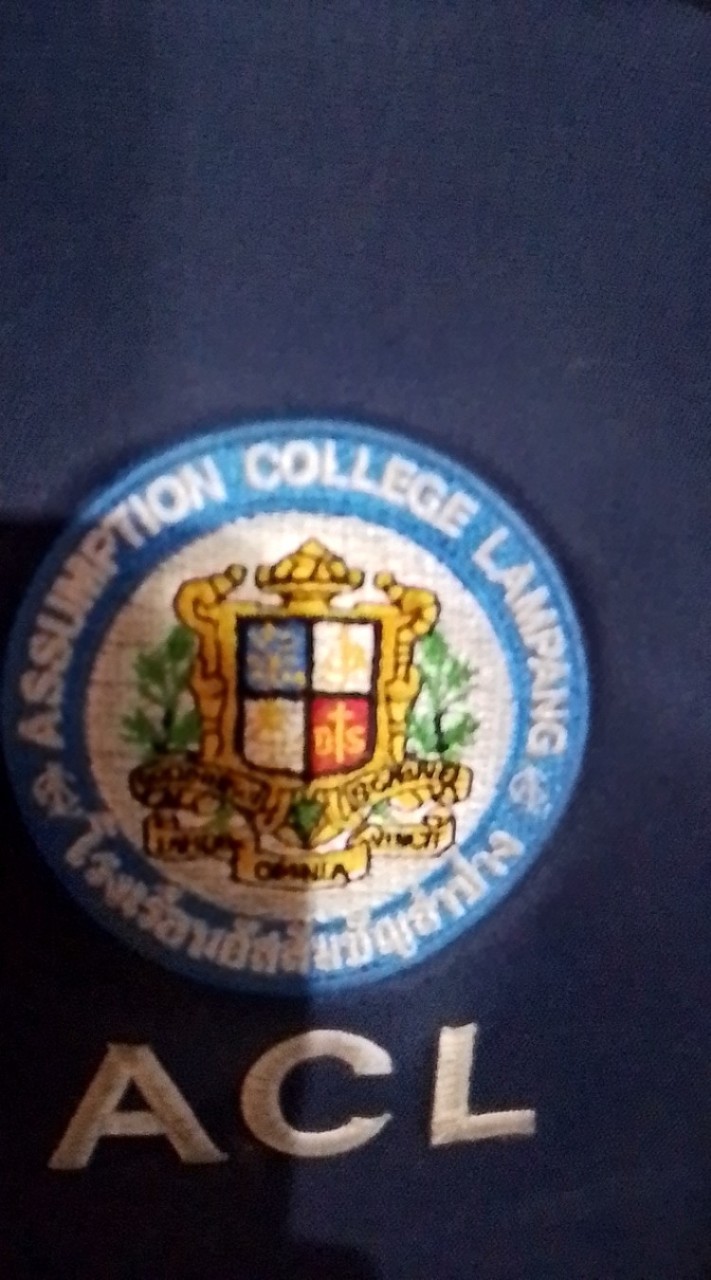 ASSUMPTION COLLEGE LAMPANG
D S
OMNIA
โรงเรียนอัสสัมชัญลำปาง
ACL